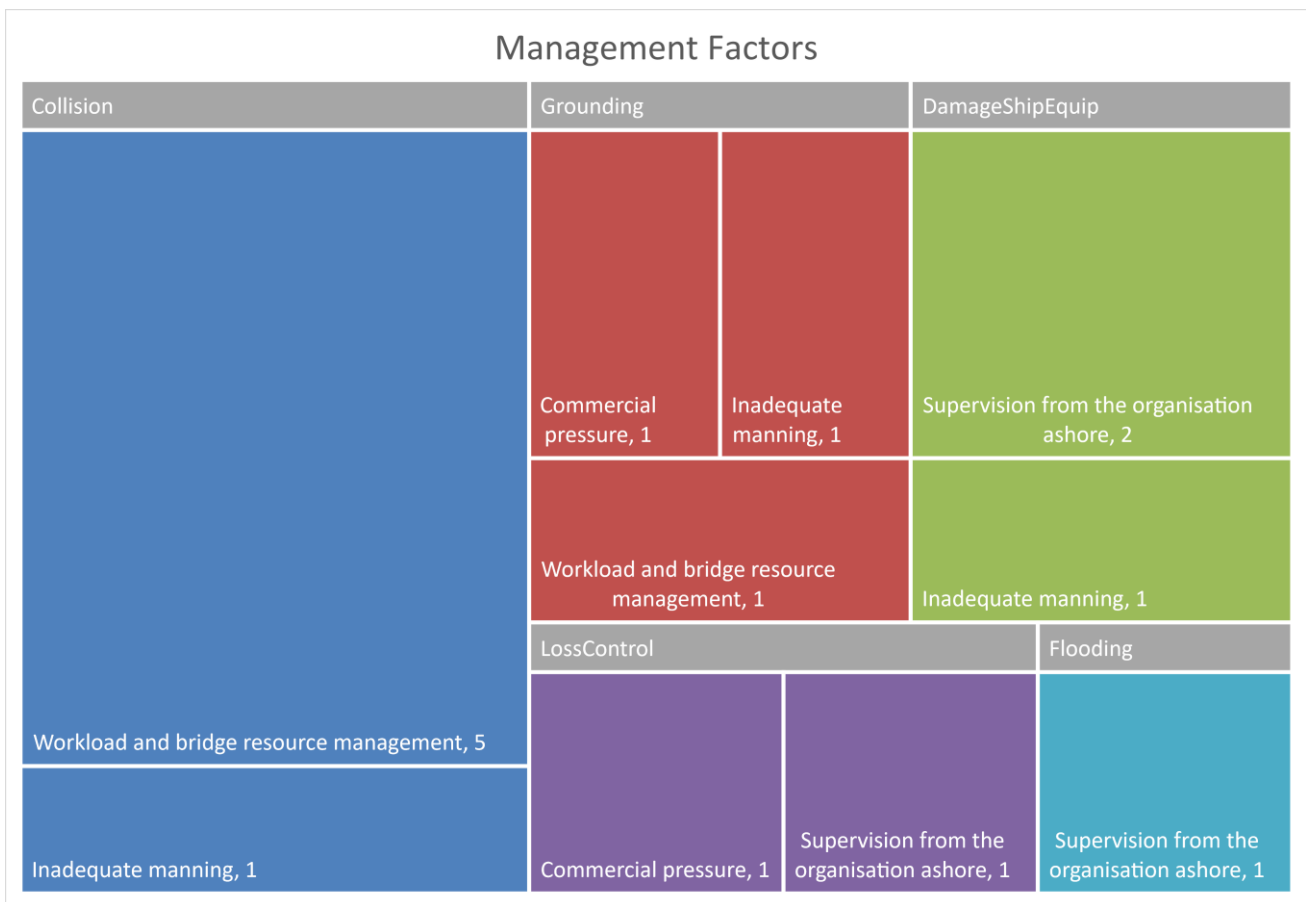 Management Factors
Collision
Grounding
DamageShipEquip
Commercial
pressure, 1
Inadequate
manning, 1
Supervision from the organisation
ashore, 2
Workload and bridge resource
management, 1
Inadequate manning, 1
LossControl
Flooding
Workload and bridge resource management, 5
Inadequate manning, 1
Commercial pressure, 1
Supervision from the
organisation ashore, 1
Supervision from the
organisation ashore, 1